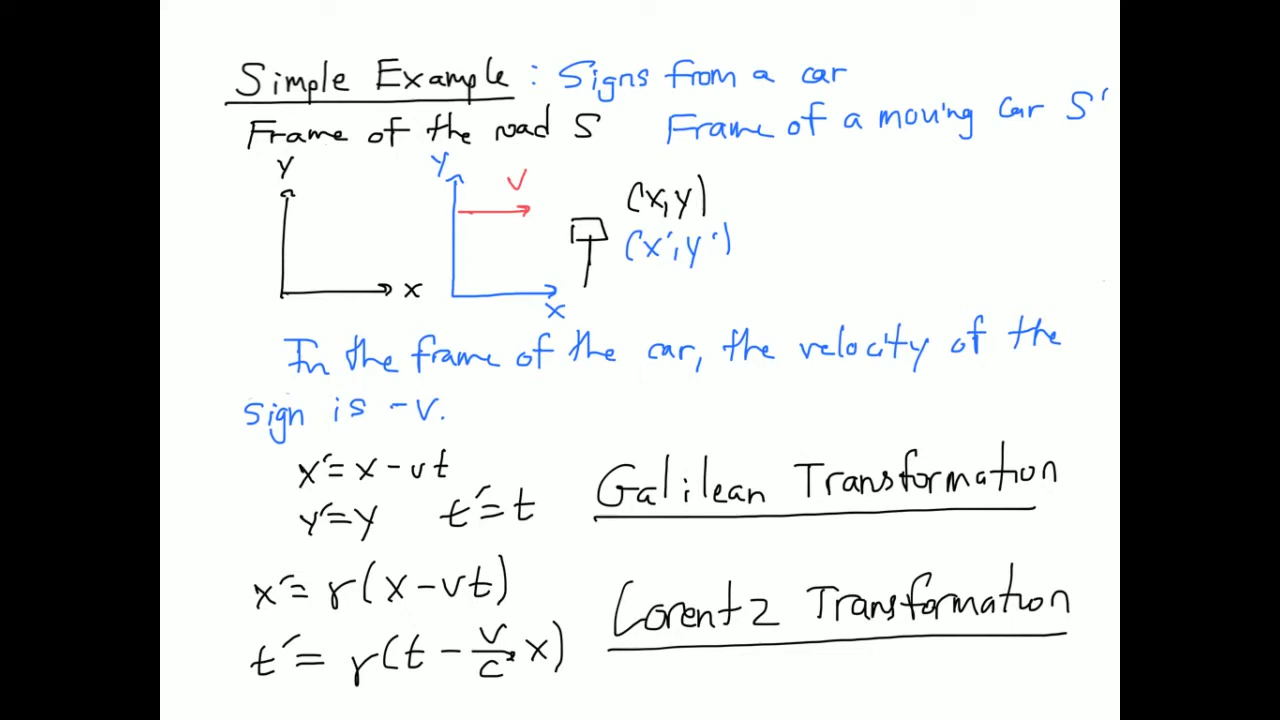 Simple Example : Signs from a car
Frame of the road S Frame of a moving car S'
y y v (x,y)
(x',y')
x x
In the frame of the car, the velocity of the
sign is -v.
x'= x - vt
y'= y t'= t Galilean Transformation
x'= γ(x - vt) Lorentz Transformation
t'= γ(t - v/c² x)